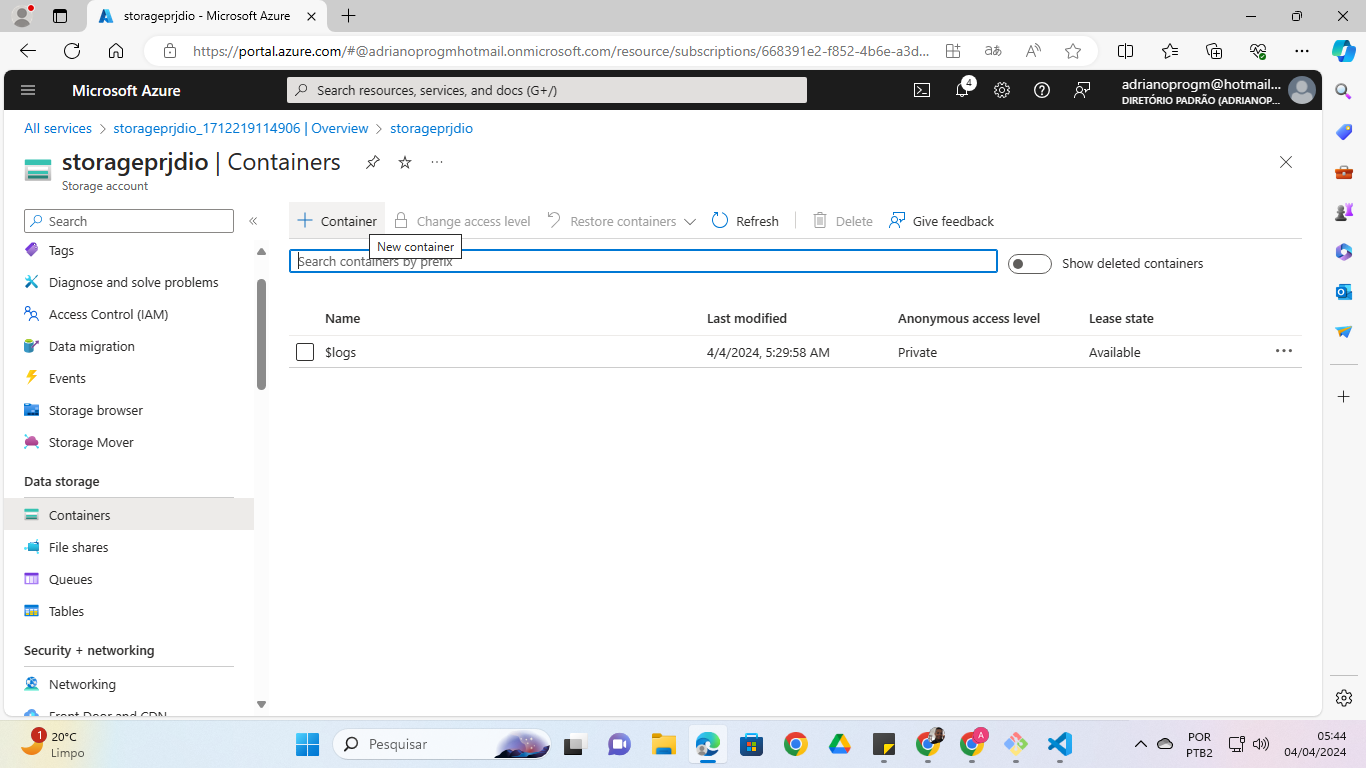 storageprjdio - Microsoft Azure
https://portal.azure.com/#@adrianoprogmhotmail.onmicrosoft.com/resource/subscriptions/668391e2-f852-4b6e-a3d...
Microsoft Azure
Search resources, services, and docs (G+/)
4
adrianoprogm@hotmail...
DIRETÓRIO PADRÃO (ADRIANOP...
All services > storageprjdio_1712219114906 | Overview > storageprjdio
storageprjdio | Containers
Storage account
Search
Container
Change access level
Restore containers
Refresh
Delete
Give feedback
New container
Search containers by prefix
Show deleted containers
Tags
Diagnose and solve problems
Access Control (IAM)
Data migration
Events
Storage browser
Storage Mover
Data storage
Containers
File shares
Queues
Tables
Security + networking
Networking
Front Door and CDN
Name Last modified Anonymous access level Lease state
$logs 4/4/2024, 5:29:58 AM Private Available
1
20°C
Limpo
Pesquisar
A
POR
PTB2
05:44
04/04/2024